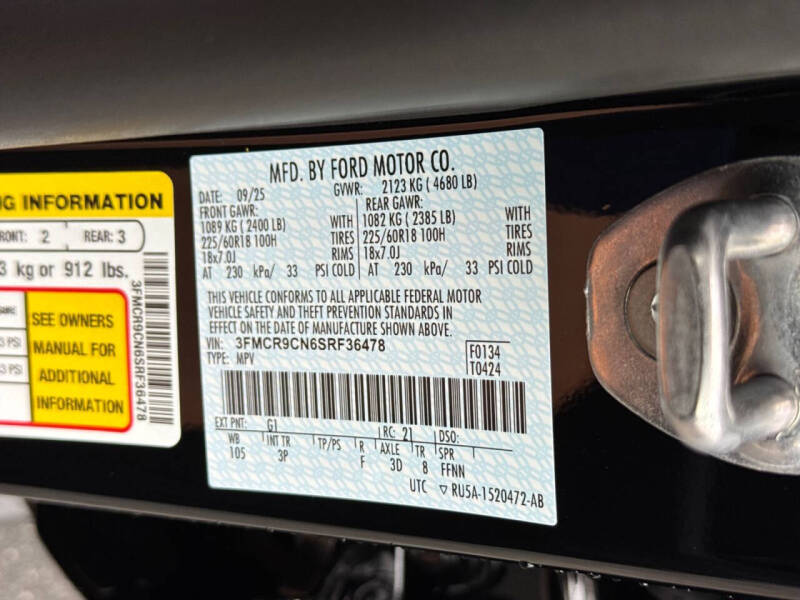 NG INFORMATION
FRONT: 2 REAR: 3
3 kg or 912 lbs.
SEE OWNERS
MANUAL FOR
ADDITIONAL
INFORMATION
3 PSI
3 PSI
3FMCR9CN6SRF36478
MFD. BY FORD MOTOR CO.
DATE: 09/25 GVWR: 2123 KG ( 4680 LB)
FRONT GAWR: REAR GAWR:
1089 KG ( 2400 LB) WITH 1082 KG ( 2385 LB) WITH
225/60R18 100H TIRES 225/60R18 100H TIRES
18x7.0J RIMS 18x7.0J RIMS
AT 230 kPa/ 33 PSI COLD AT 230 kPa/ 33 PSI COLD
THIS VEHICLE CONFORMS TO ALL APPLICABLE FEDERAL MOTOR
VEHICLE SAFETY AND THEFT PREVENTION STANDARDS IN
EFFECT ON THE DATE OF MANUFACTURE SHOWN ABOVE.
VIN: 3FMCR9CN6SRF36478
TYPE: MPV
F0134
T0424
EXT PNT: G1 RC: 21 DSO:
WB INT TR TP/PS R AXLE TR SPR
105 3P F 3D 8 FFNN
UTC ▽ RU5A-1520472-AB